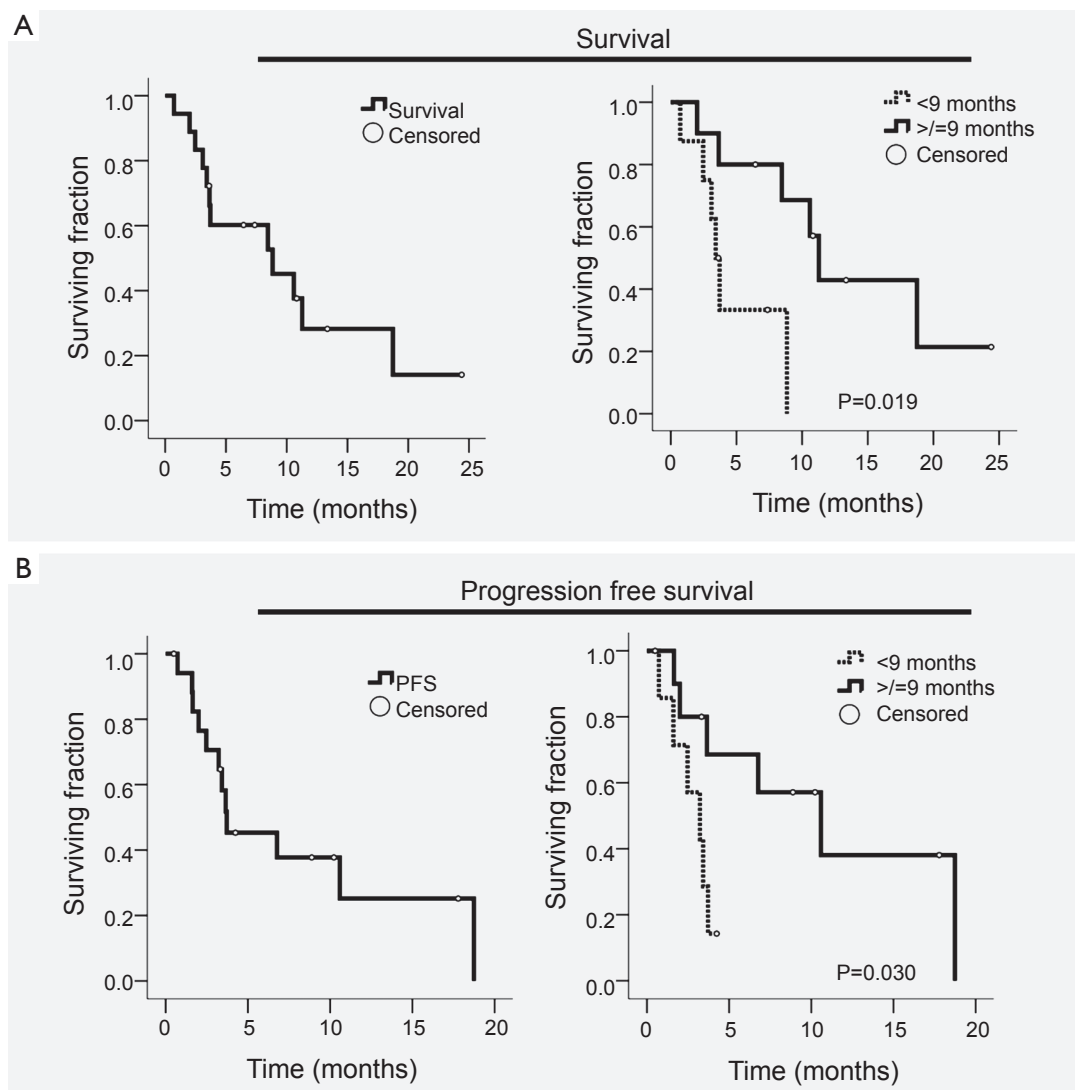 A
Survival
Survival
Censored
1.0
0.8
0.6
0.4
0.2
0.0
Surviving fraction
0 5 10 15 20 25
Time (months)
<9 months
>/=9 months
Censored
1.0
0.8
0.6
0.4
0.2
0.0
Surviving fraction
P=0.019
0 5 10 15 20 25
Time (months)
B
Progression free survival
PFS
Censored
1.0
0.8
0.6
0.4
0.2
0.0
Surviving fraction
0 5 10 15 20
Time (months)
<9 months
>/=9 months
Censored
1.0
0.8
0.6
0.4
0.2
0.0
Surviving fraction
P=0.030
0 5 10 15 20
Time (months)